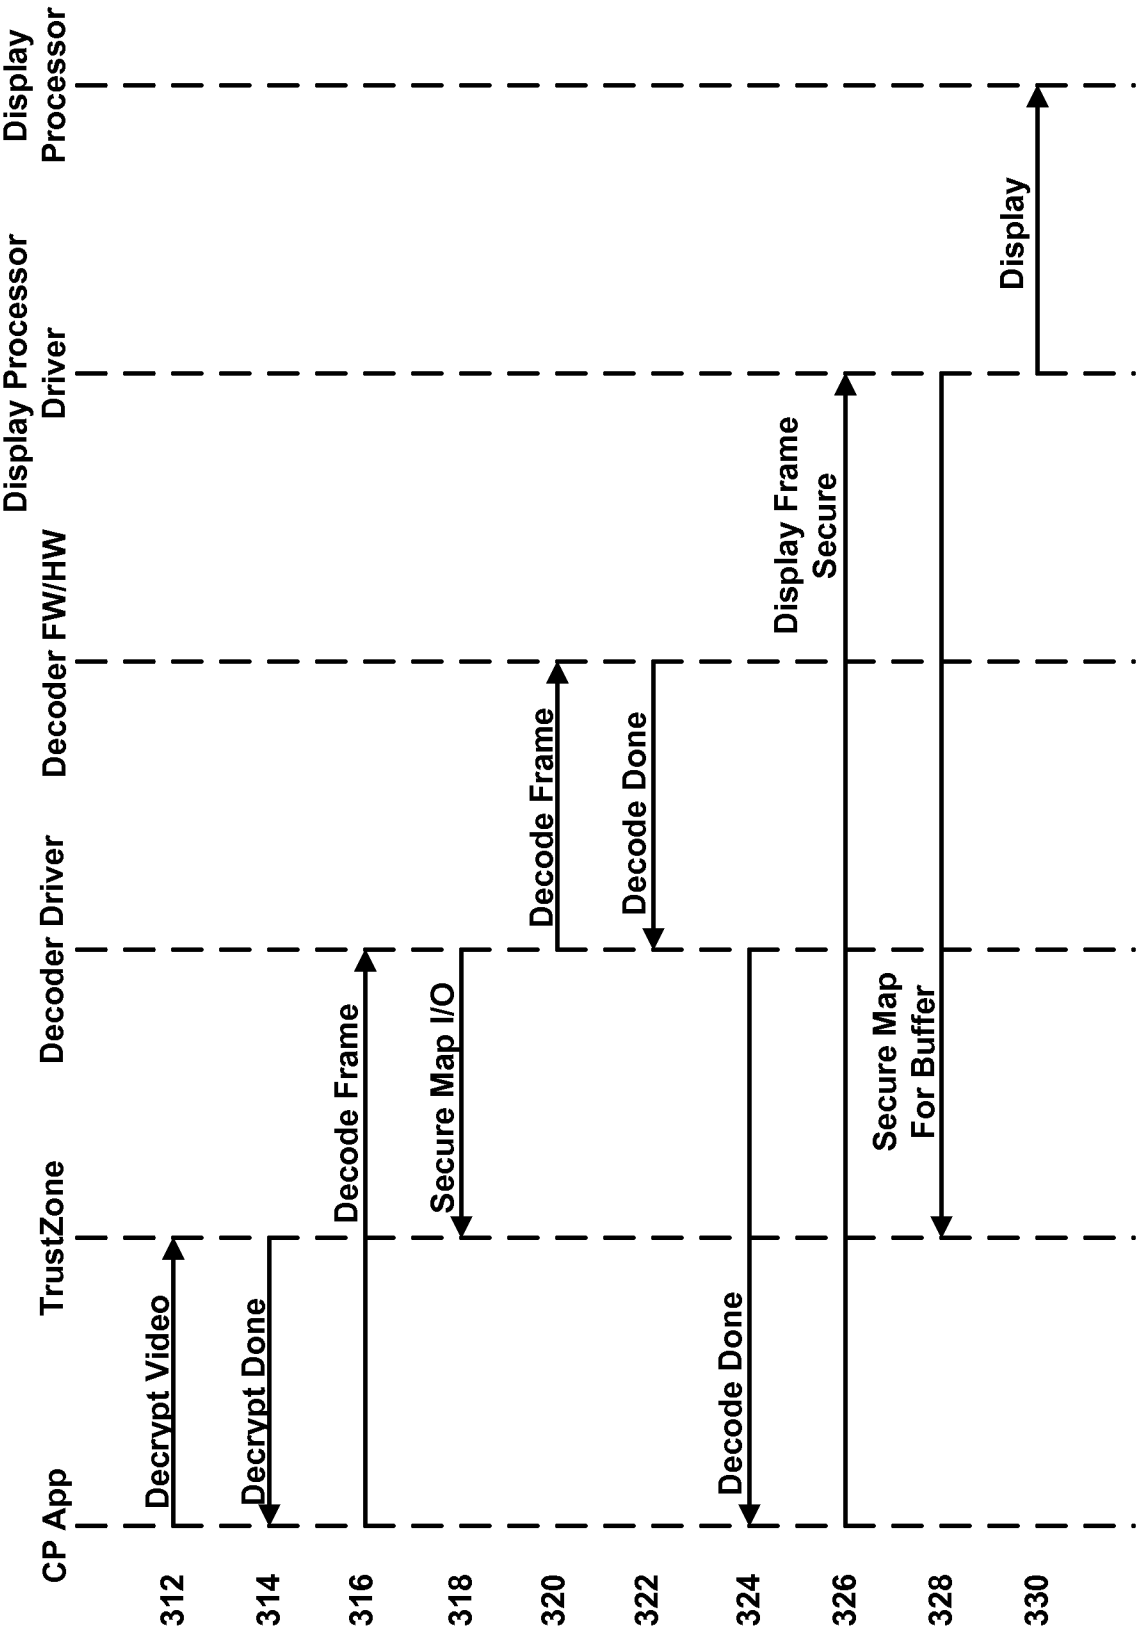 CP App
TrustZone
Decoder Driver
Decoder FW/HW
Display Processor
Driver
Display
Processor
312
Decrypt Video
314
Decrypt Done
316
Decode Frame
318
Secure Map I/O
320
Decode Frame
322
Decode Done
324
Decode Done
326
Display Frame
Secure
328
Secure Map
For Buffer
330
Display